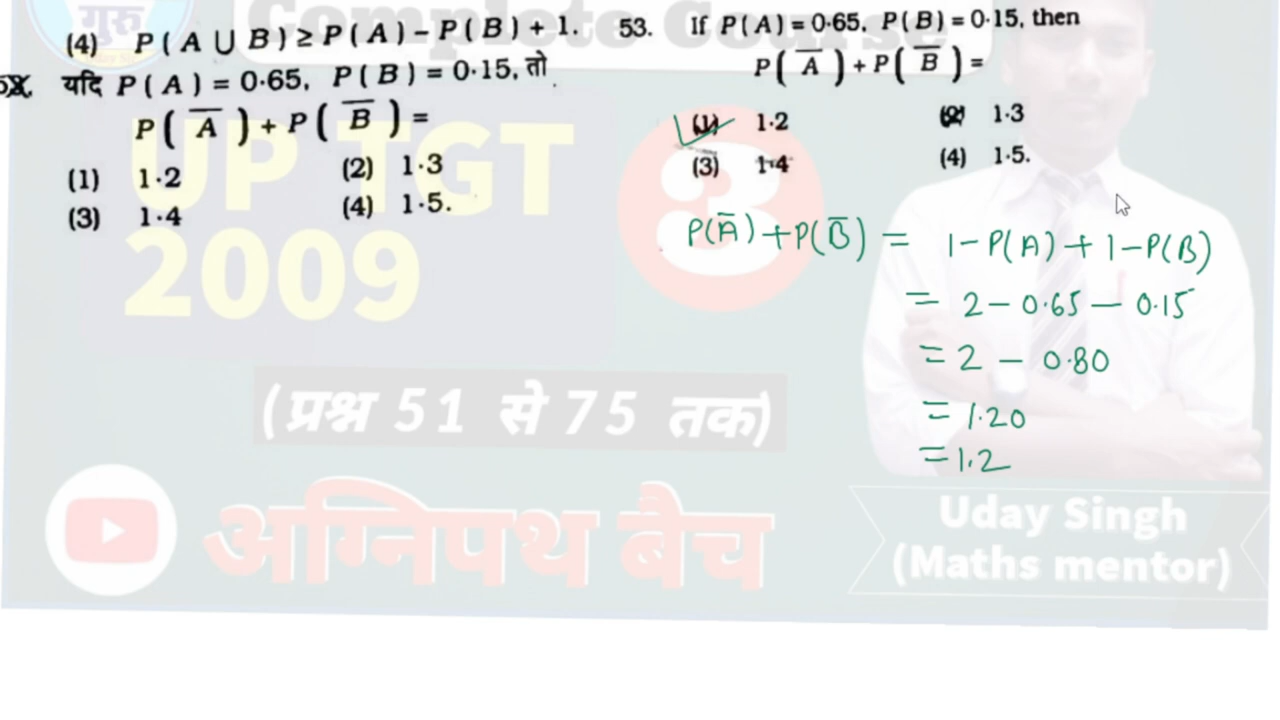 गुरु
Complete Course
(4) P ( A ∪ B ) ≥ P ( A ) – P ( B ) + 1.
यदि P ( A ) = 0·65, P ( B ) = 0·15, तो
P ( A̅ ) + P ( B̅ ) =
(1) 1·2 (2) 1·3
(3) 1·4 (4) 1·5.
53. If P ( A ) = 0·65, P ( B ) = 0·15, then
P ( A̅ ) + P ( B̅ ) =
(1) 1·2 (2) 1·3
(3) 1·4 (4) 1·5.
P(A̅) + P(B̅) = 1 – P(A) + 1 – P(B)
= 2 – 0.65 – 0.15
= 2 – 0.80
= 1.20
= 1.2
UP TGT 3
2009
(प्रश्न 51 से 75 तक)
अग्निपथ बैच
Uday Singh
(Maths mentor)